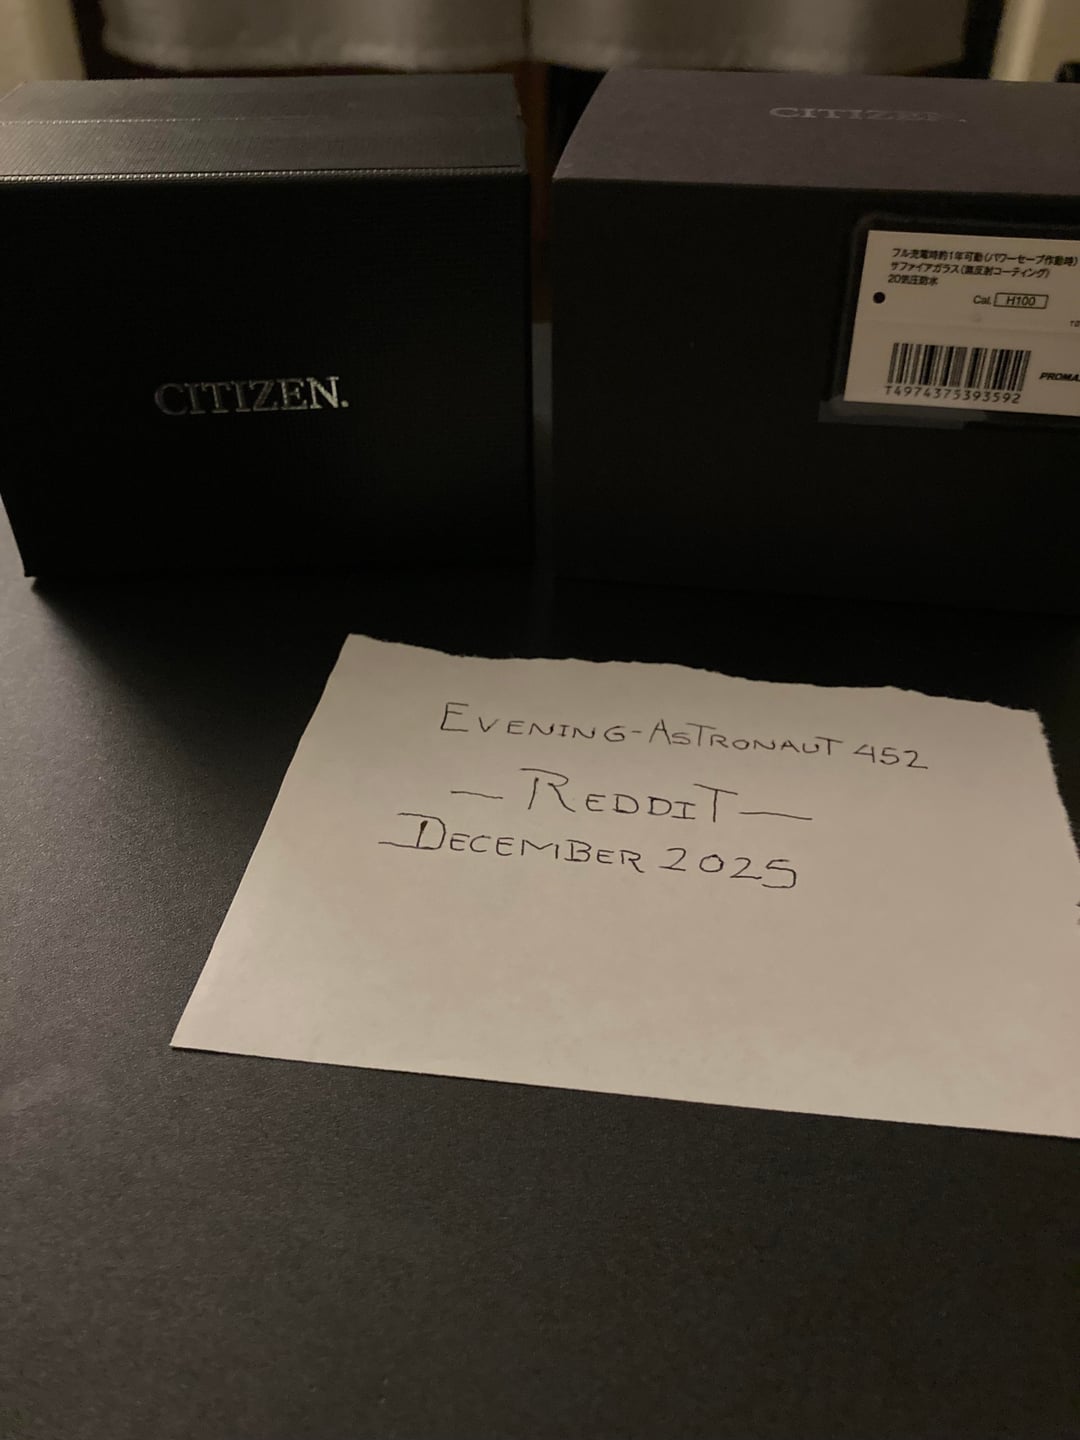 CITIZEN.
CITIZEN.
フル充電時約1年可動(パワーセーブ作動時)
サファイアガラス(無反射コーティング)
20気圧防水
Cal. H100
T4974375393592
EVENING-ASTRONAUT 452
— REDDIT —
DECEMBER 2025